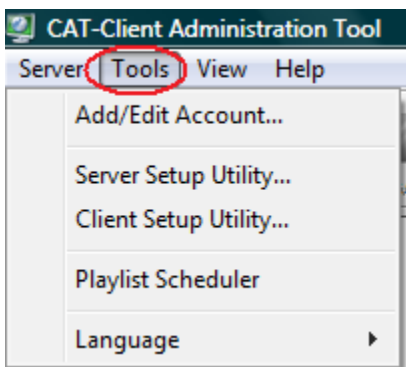 CAT-Client Administration Tool
Server Tools View Help
Add/Edit Account...
Server Setup Utility...
Client Setup Utility...
Playlist Scheduler
Language